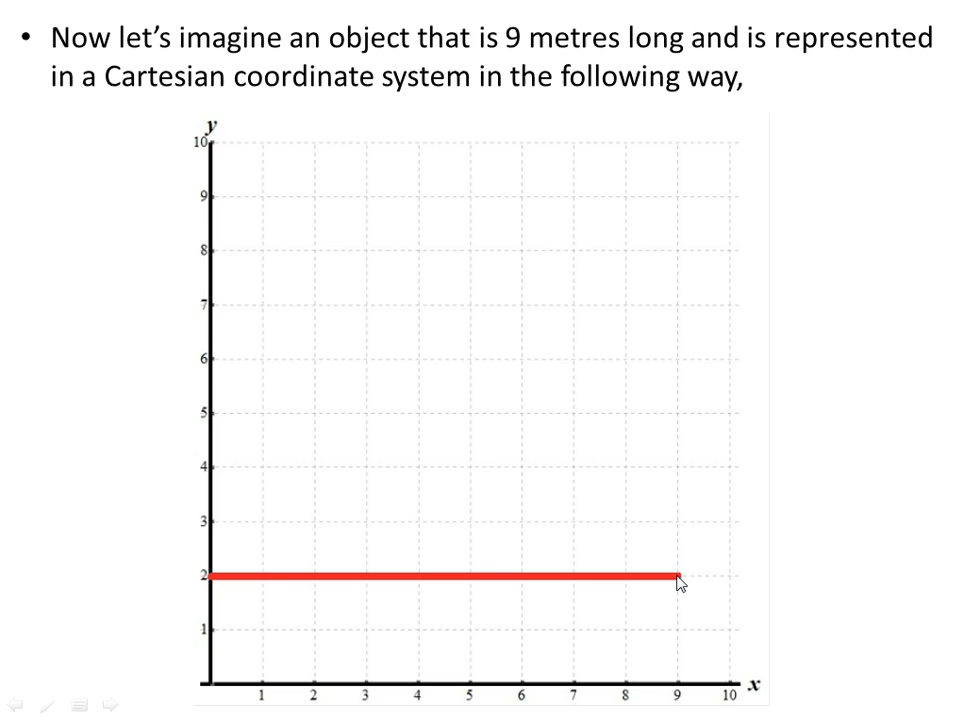 • Now let’s imagine an object that is 9 metres long and is represented
in a Cartesian coordinate system in the following way,
y
10
9
8
7
6
5
4
3
2
1
1 2 3 4 5 6 7 8 9 10 x